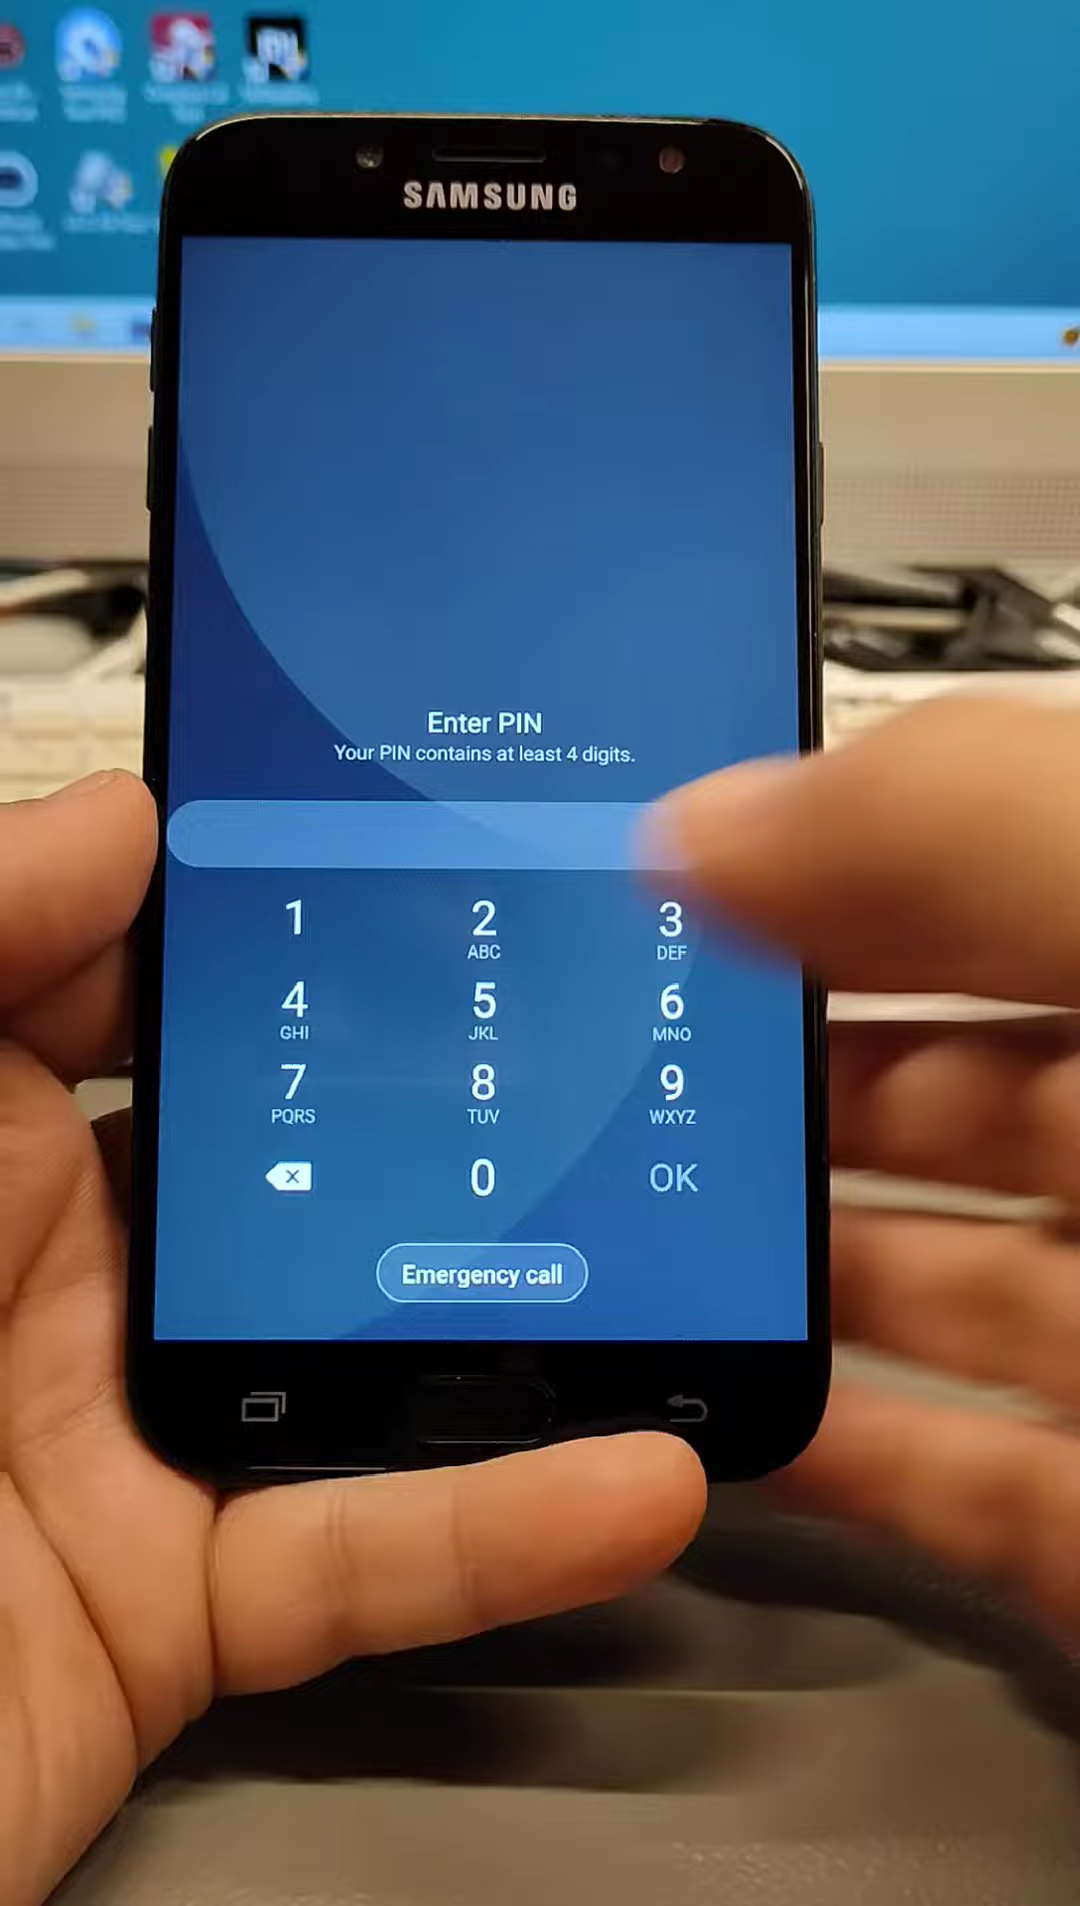 SAMSUNG
Enter PIN
Your PIN contains at least 4 digits.
1 2 3
ABC DEF
4 5 6
GHI JKL MNO
7 8 9
PQRS TUV WXYZ
0 OK
Emergency call